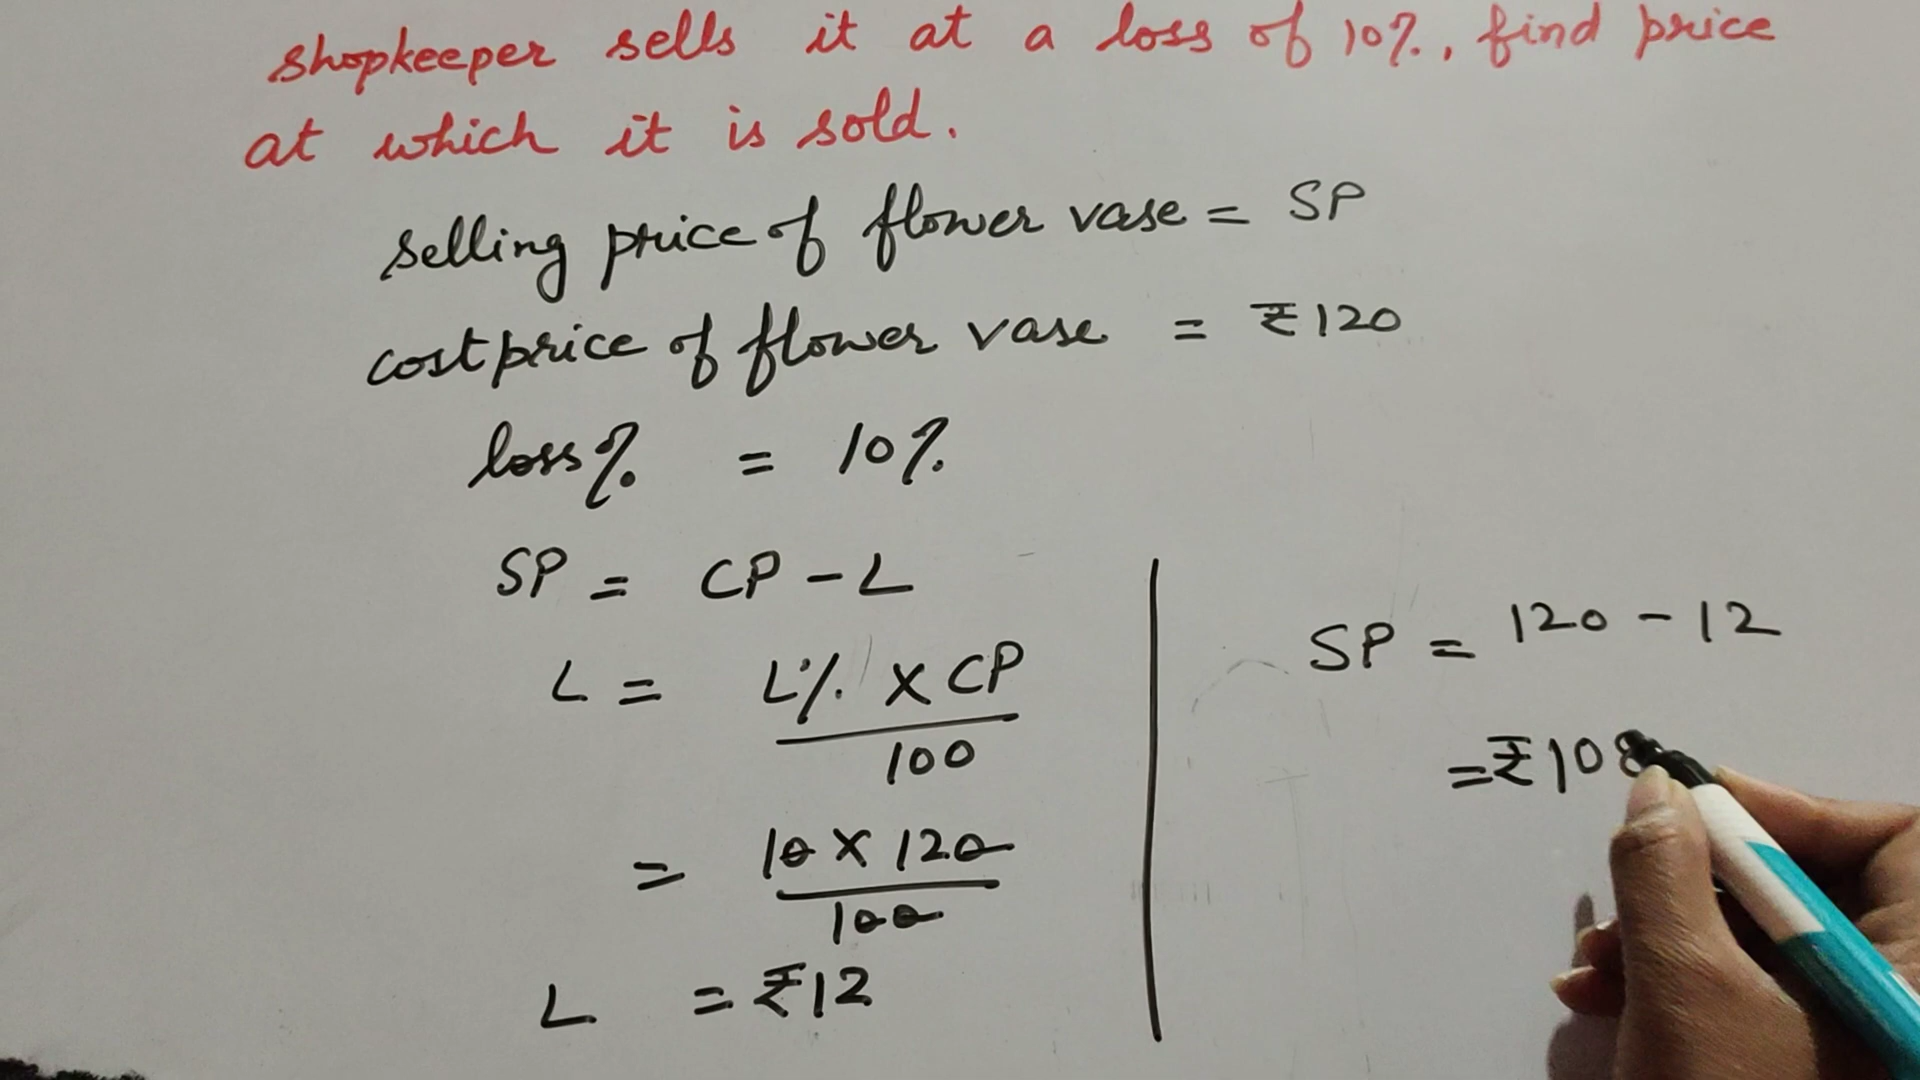 shopkeeper sells it at a loss of 10%, find price
at which it is sold.
selling price of flower vase = SP
cost price of flower vase = ₹120
loss% = 10%
SP = CP - L
L = L% X CP
100
= 10 X 120
100
L = ₹12
SP = 120 - 12
= ₹108